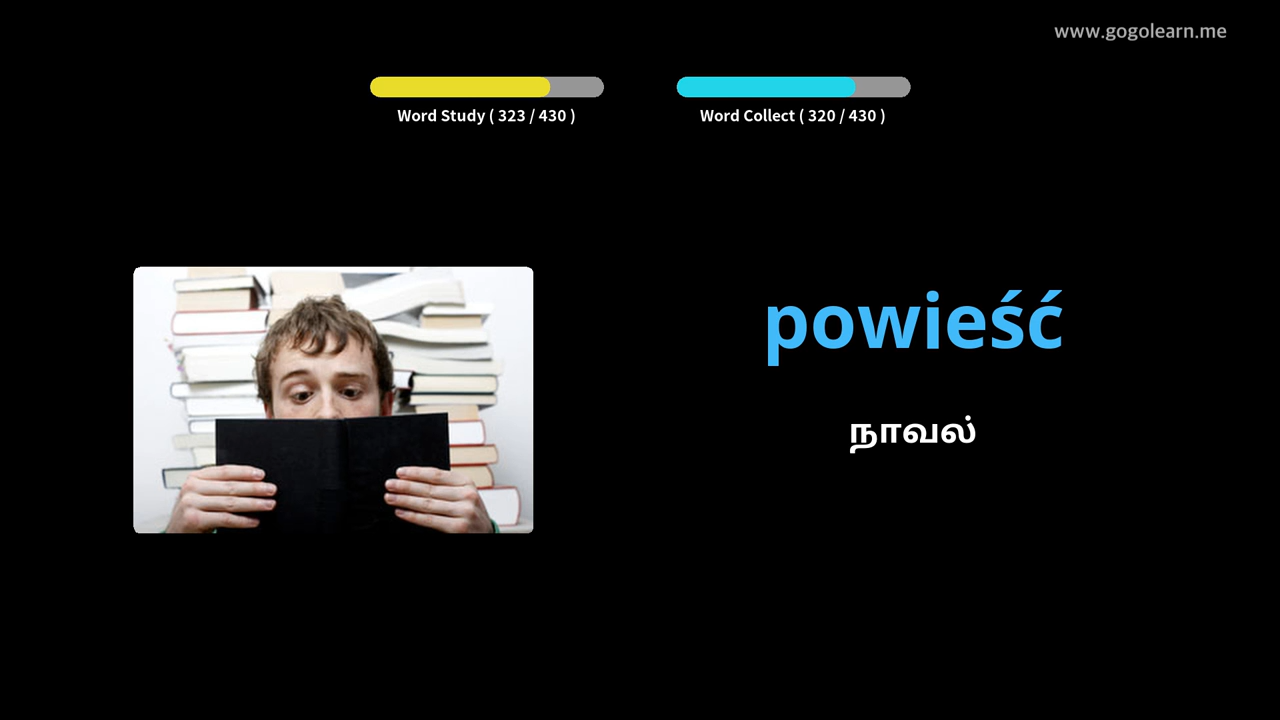 www.gogolearn.me
Word Study ( 323 / 430 )
Word Collect ( 320 / 430 )
powieść
நாவல்